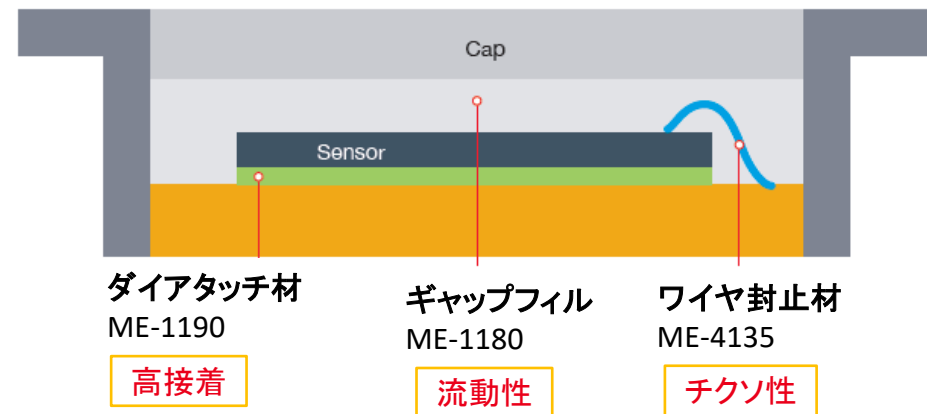 Cap
Sensor
ダイアタッチ材
ME-1190
高接着
ギャップフィル
ME-1180
流動性
ワイヤ封止材
ME-4135
チクソ性